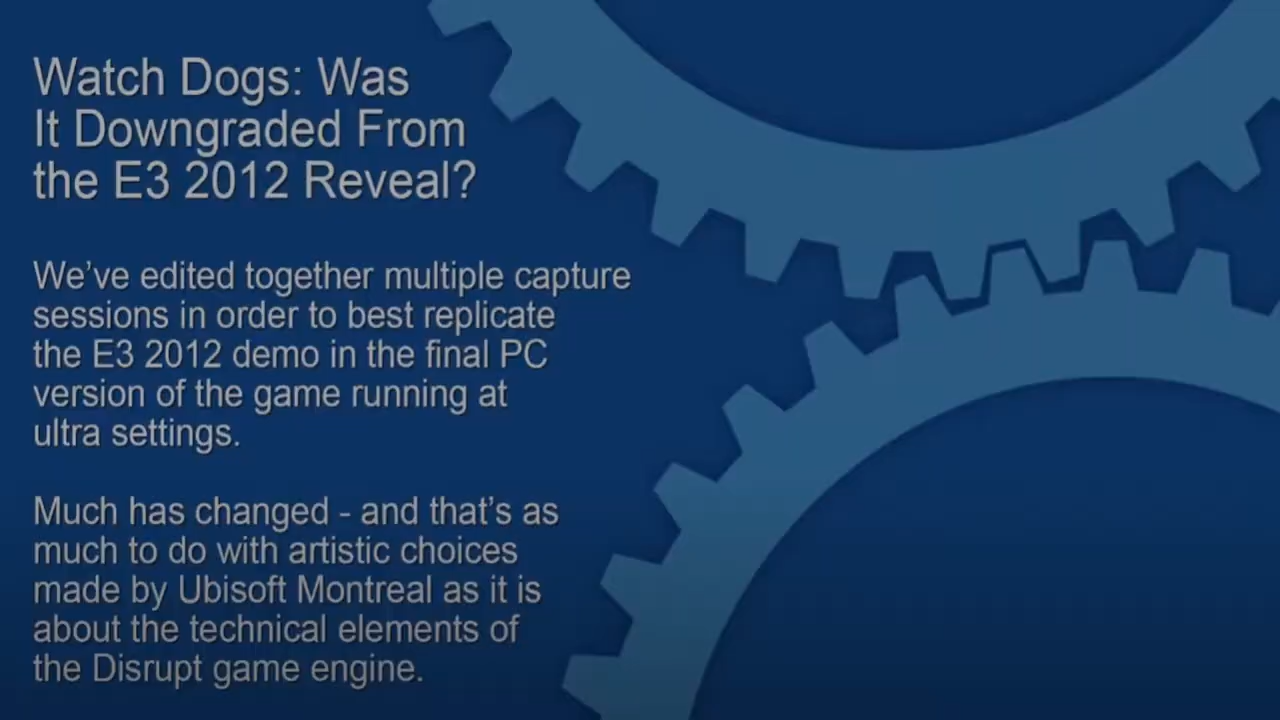 Watch Dogs: Was
It Downgraded From
the E3 2012 Reveal?
We’ve edited together multiple capture
sessions in order to best replicate
the E3 2012 demo in the final PC
version of the game running at
ultra settings.
Much has changed - and that’s as
much to do with artistic choices
made by Ubisoft Montreal as it is
about the technical elements of
the Disrupt game engine.